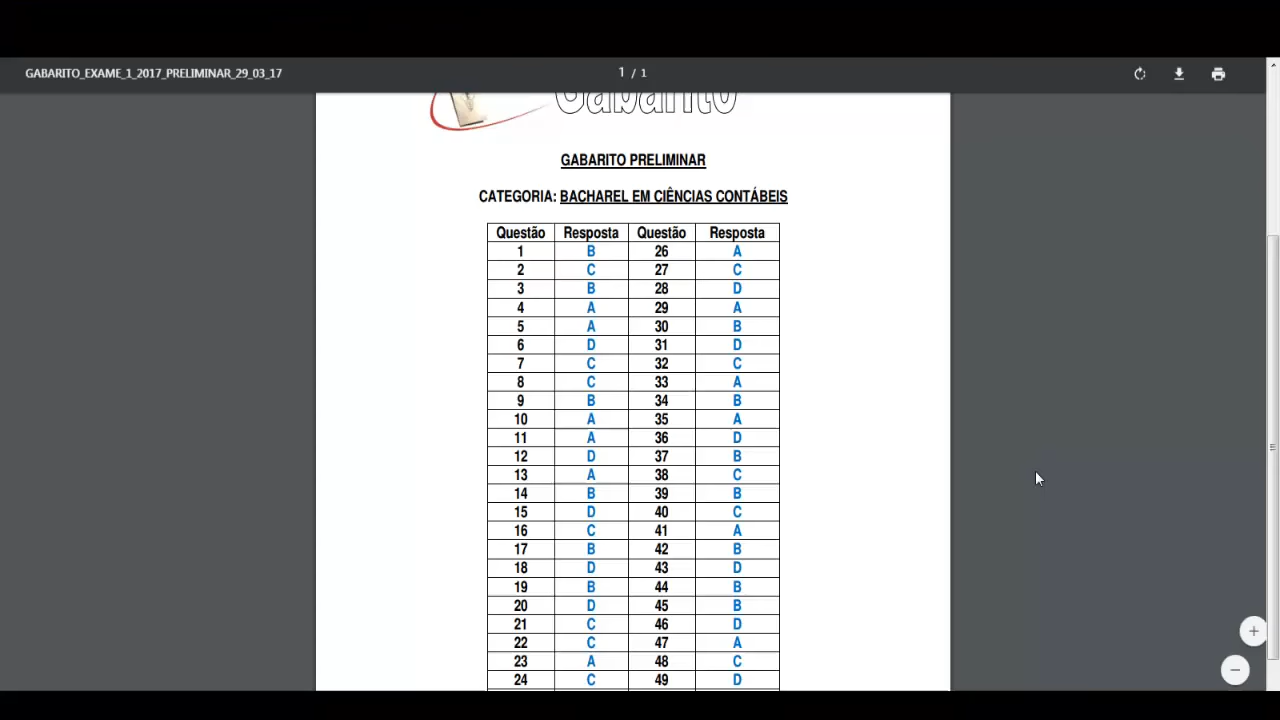 GABARITO_EXAME_1_2017_PRELIMINAR_29_03_17 1 / 1
Gabarito
GABARITO PRELIMINAR
CATEGORIA: BACHAREL EM CIÊNCIAS CONTÁBEIS
Questão Resposta Questão Resposta
1 B 26 A
2 C 27 C
3 B 28 D
4 A 29 A
5 A 30 B
6 D 31 D
7 C 32 C
8 C 33 A
9 B 34 B
10 A 35 A
11 A 36 D
12 D 37 B
13 A 38 C
14 B 39 B
15 D 40 C
16 C 41 A
17 B 42 B
18 D 43 D
19 B 44 B
20 D 45 B
21 C 46 D
22 C 47 A
23 A 48 C
24 C 49 D